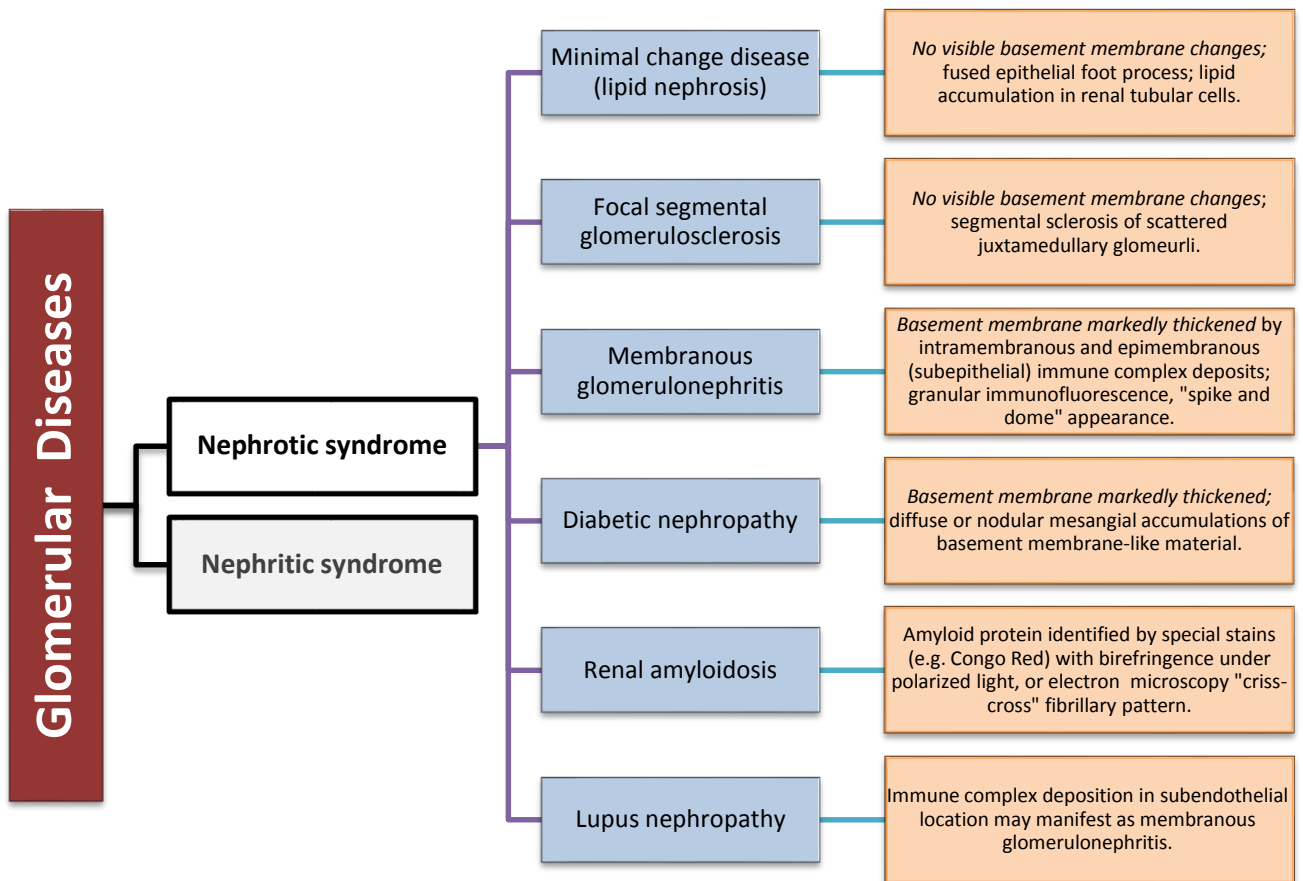 Glomerular Diseases
Nephrotic syndrome
Nephritic syndrome
Minimal change disease
(lipid nephrosis)
No visible basement membrane changes;
fused epithelial foot process; lipid
accumulation in renal tubular cells.
Focal segmental
glomerulosclerosis
No visible basement membrane changes;
segmental sclerosis of scattered
juxtamedullary glomeurli.
Membranous
glomerulonephritis
Basement membrane markedly thickened by
intramembranous and epimembranous
(subepithelial) immune complex deposits;
granular immunofluorescence, "spike and
dome" appearance.
Diabetic nephropathy
Basement membrane markedly thickened;
diffuse or nodular mesangial accumulations of
basement membrane-like material.
Renal amyloidosis
Amyloid protein identified by special stains
(e.g. Congo Red) with birefringence under
polarized light, or electron microscopy "criss-
cross" fibrillary pattern.
Lupus nephropathy
Immune complex deposition in subendothelial
location may manifest as membranous
glomerulonephritis.